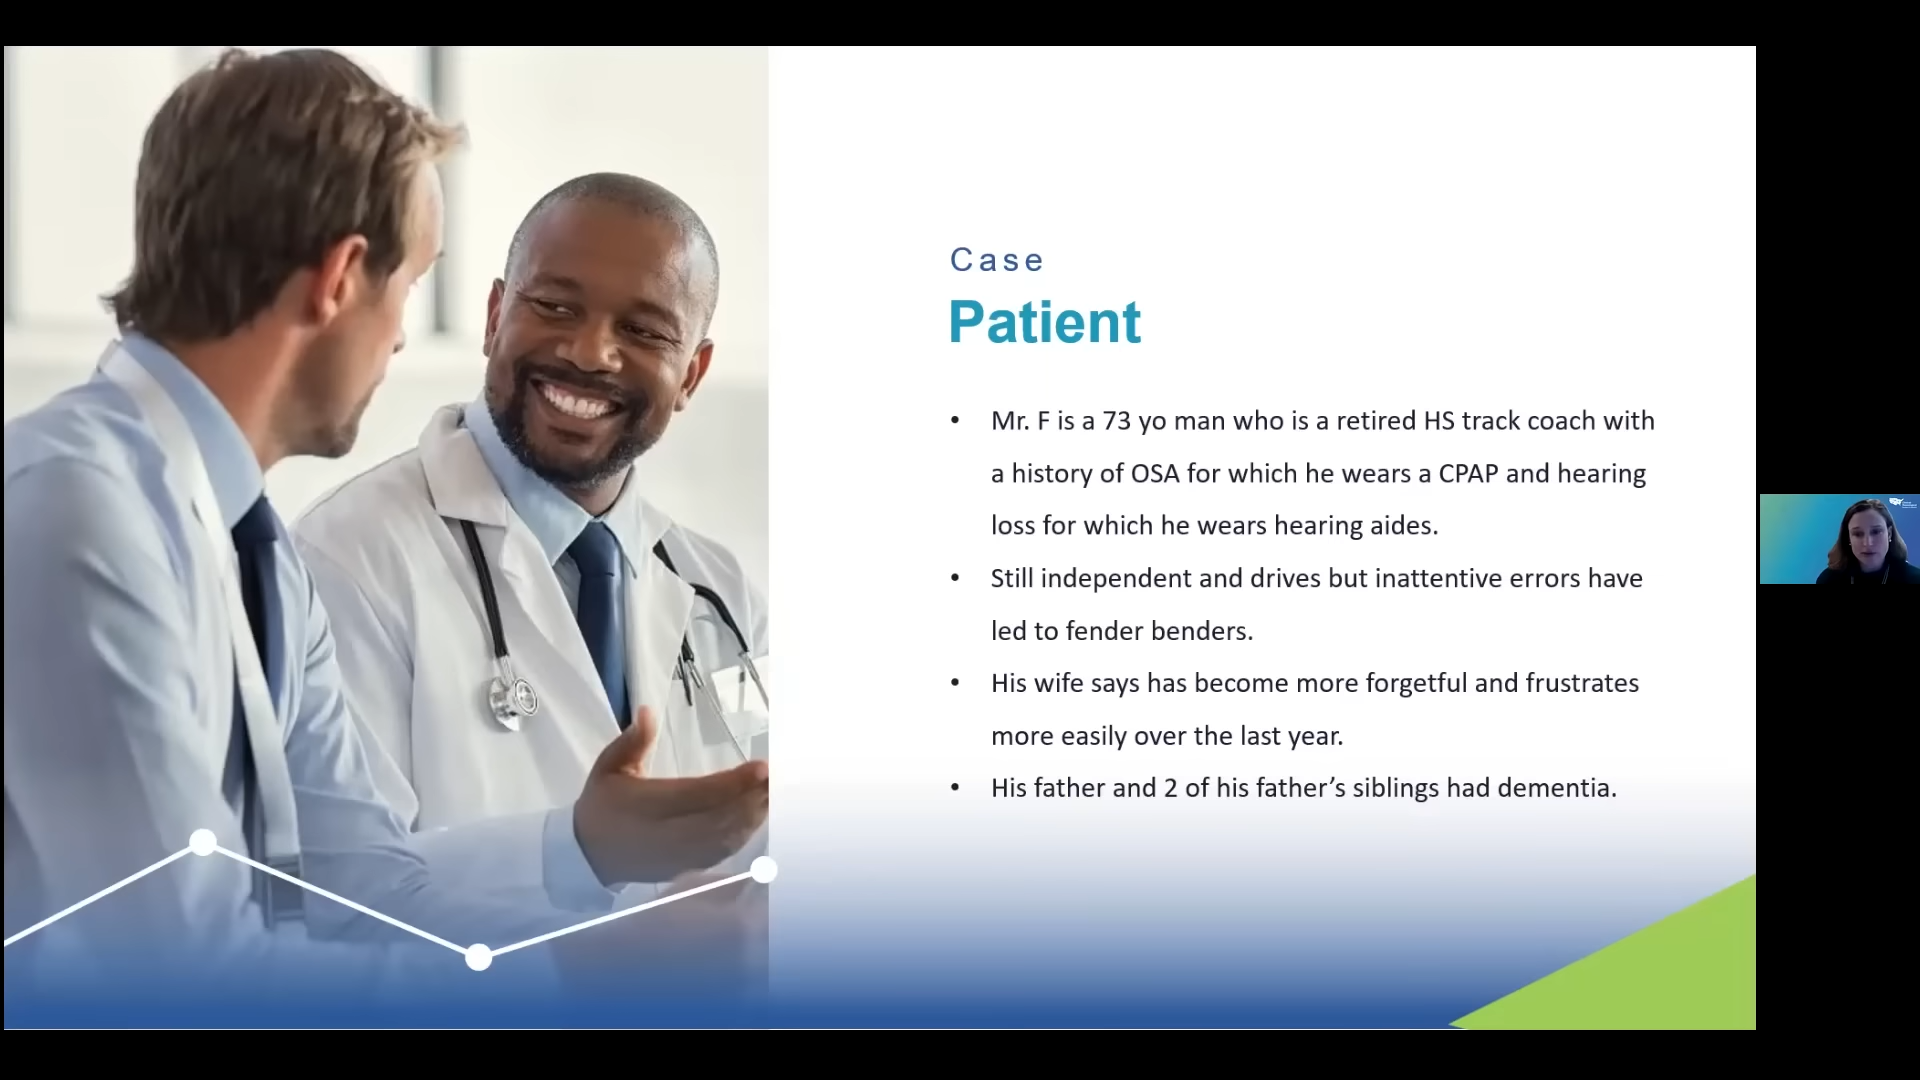 Case
Patient
• Mr. F is a 73 yo man who is a retired HS track coach with
a history of OSA for which he wears a CPAP and hearing
loss for which he wears hearing aides.
• Still independent and drives but inattentive errors have
led to fender benders.
• His wife says has become more forgetful and frustrates
more easily over the last year.
• His father and 2 of his father’s siblings had dementia.